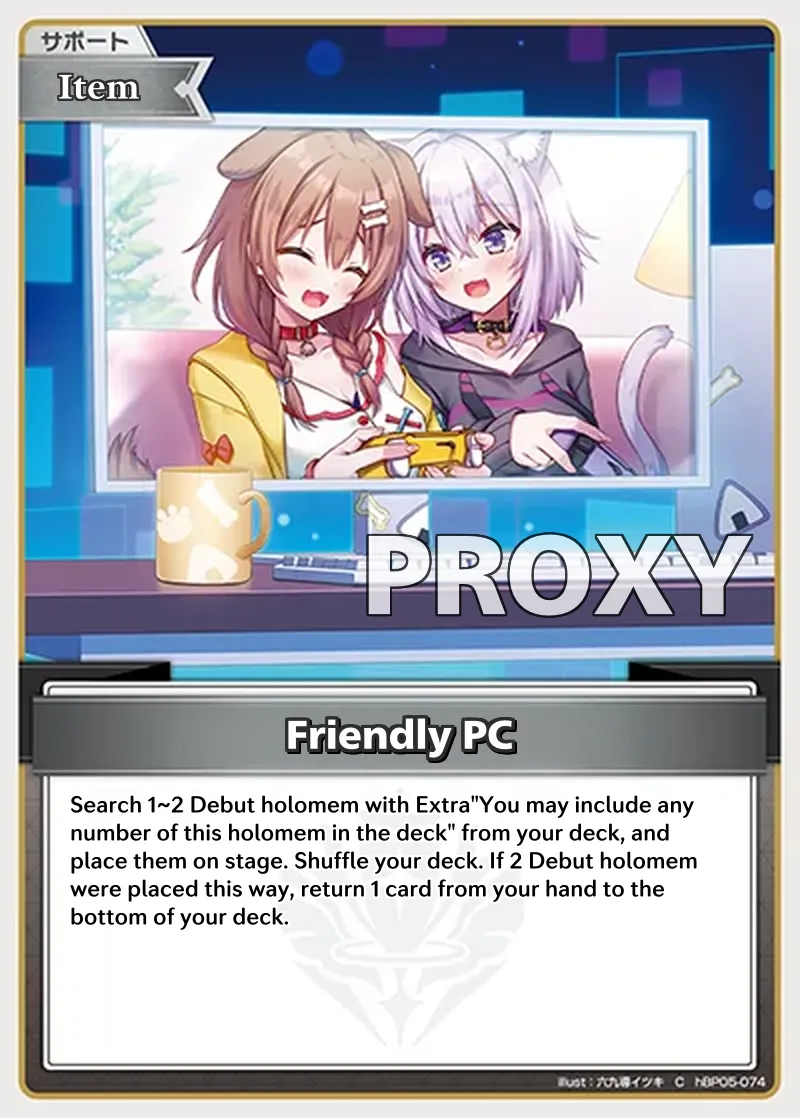 サポート
Item
PROXY
Friendly PC
Search 1~2 Debut holomem with Extra"You may include any
number of this holomem in the deck" from your deck, and
place them on stage. Shuffle your deck. If 2 Debut holomem
were placed this way, return 1 card from your hand to the
bottom of your deck.
illust：六九尋イツキ C hBP05-074